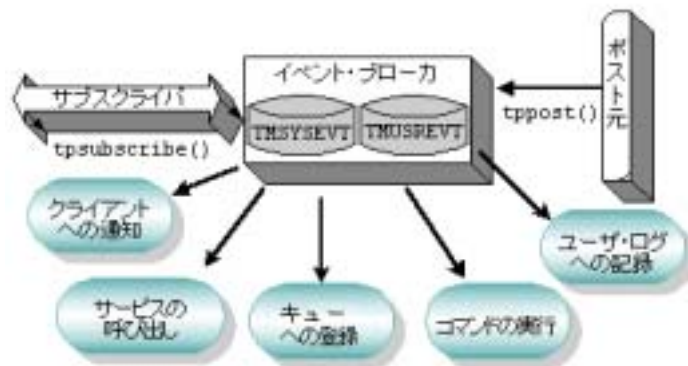 イベント・ブローカ
サブスクライバ
TMSYSEVT
TMUSREVT
tppost()
ポスト元
tpsubscribe()
クライアント
への通知
ユーザ・ログ
への記録
サービスの
呼び出し
キュー
への登録
コマンドの実行